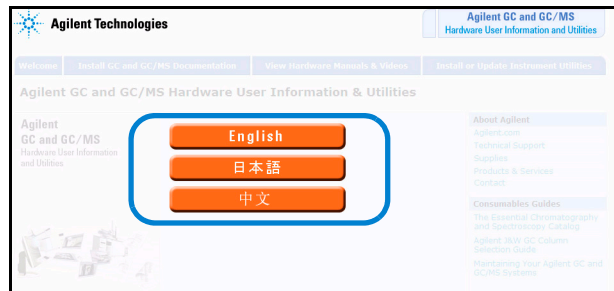 Agilent Technologies
Agilent GC and GC/MS
Hardware User Information and Utilities
Welcome
Install GC and GC/MS Documentation
View Hardware Manuals & Videos
Install or Update Instrument Utilities
Agilent GC and GC/MS Hardware User Information & Utilities
Agilent
GC and GC/MS
Hardware User Information
and Utilities
English
日本語
中文
About Agilent
Agilent.com
Technical Support
Supplies
Products & Services
Contact
Consumables Guides
The Essential Chromatography
and Spectroscopy Catalog
Agilent J&W GC Column
Selection Guide
Maintaining Your Agilent GC and
GC/MS Systems